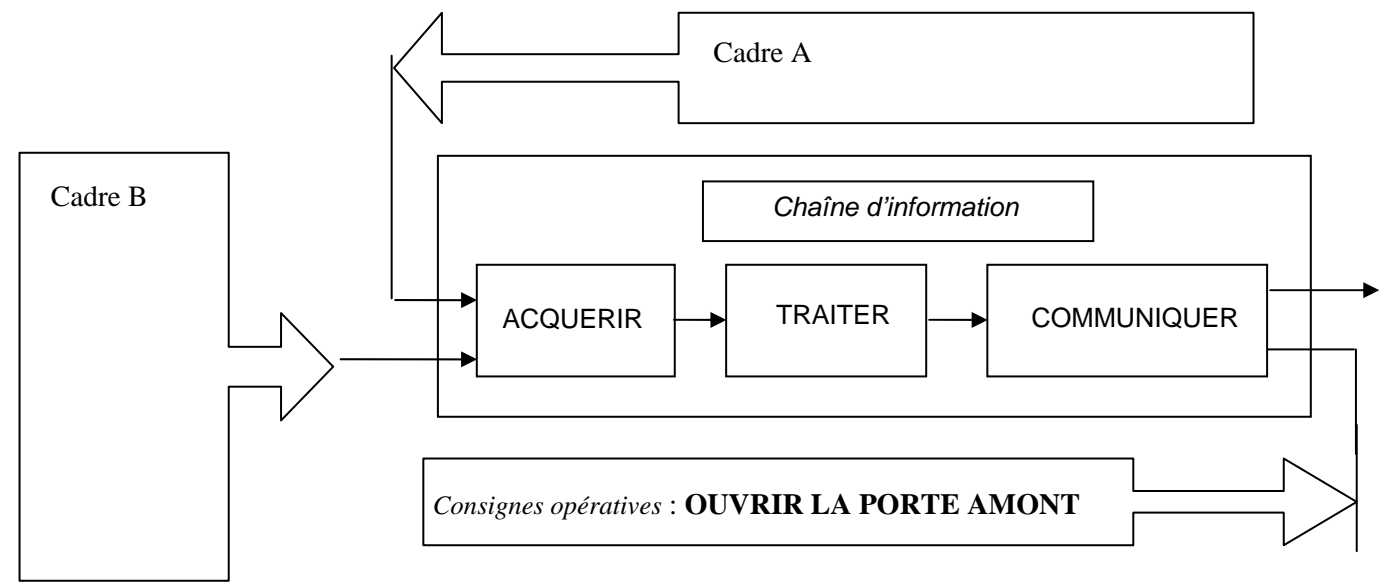 Cadre A
Cadre B
Chaîne d'information
ACQUERIR
TRAITER
COMMUNIQUER
Consignes opératives : OUVRIR LA PORTE AMONT